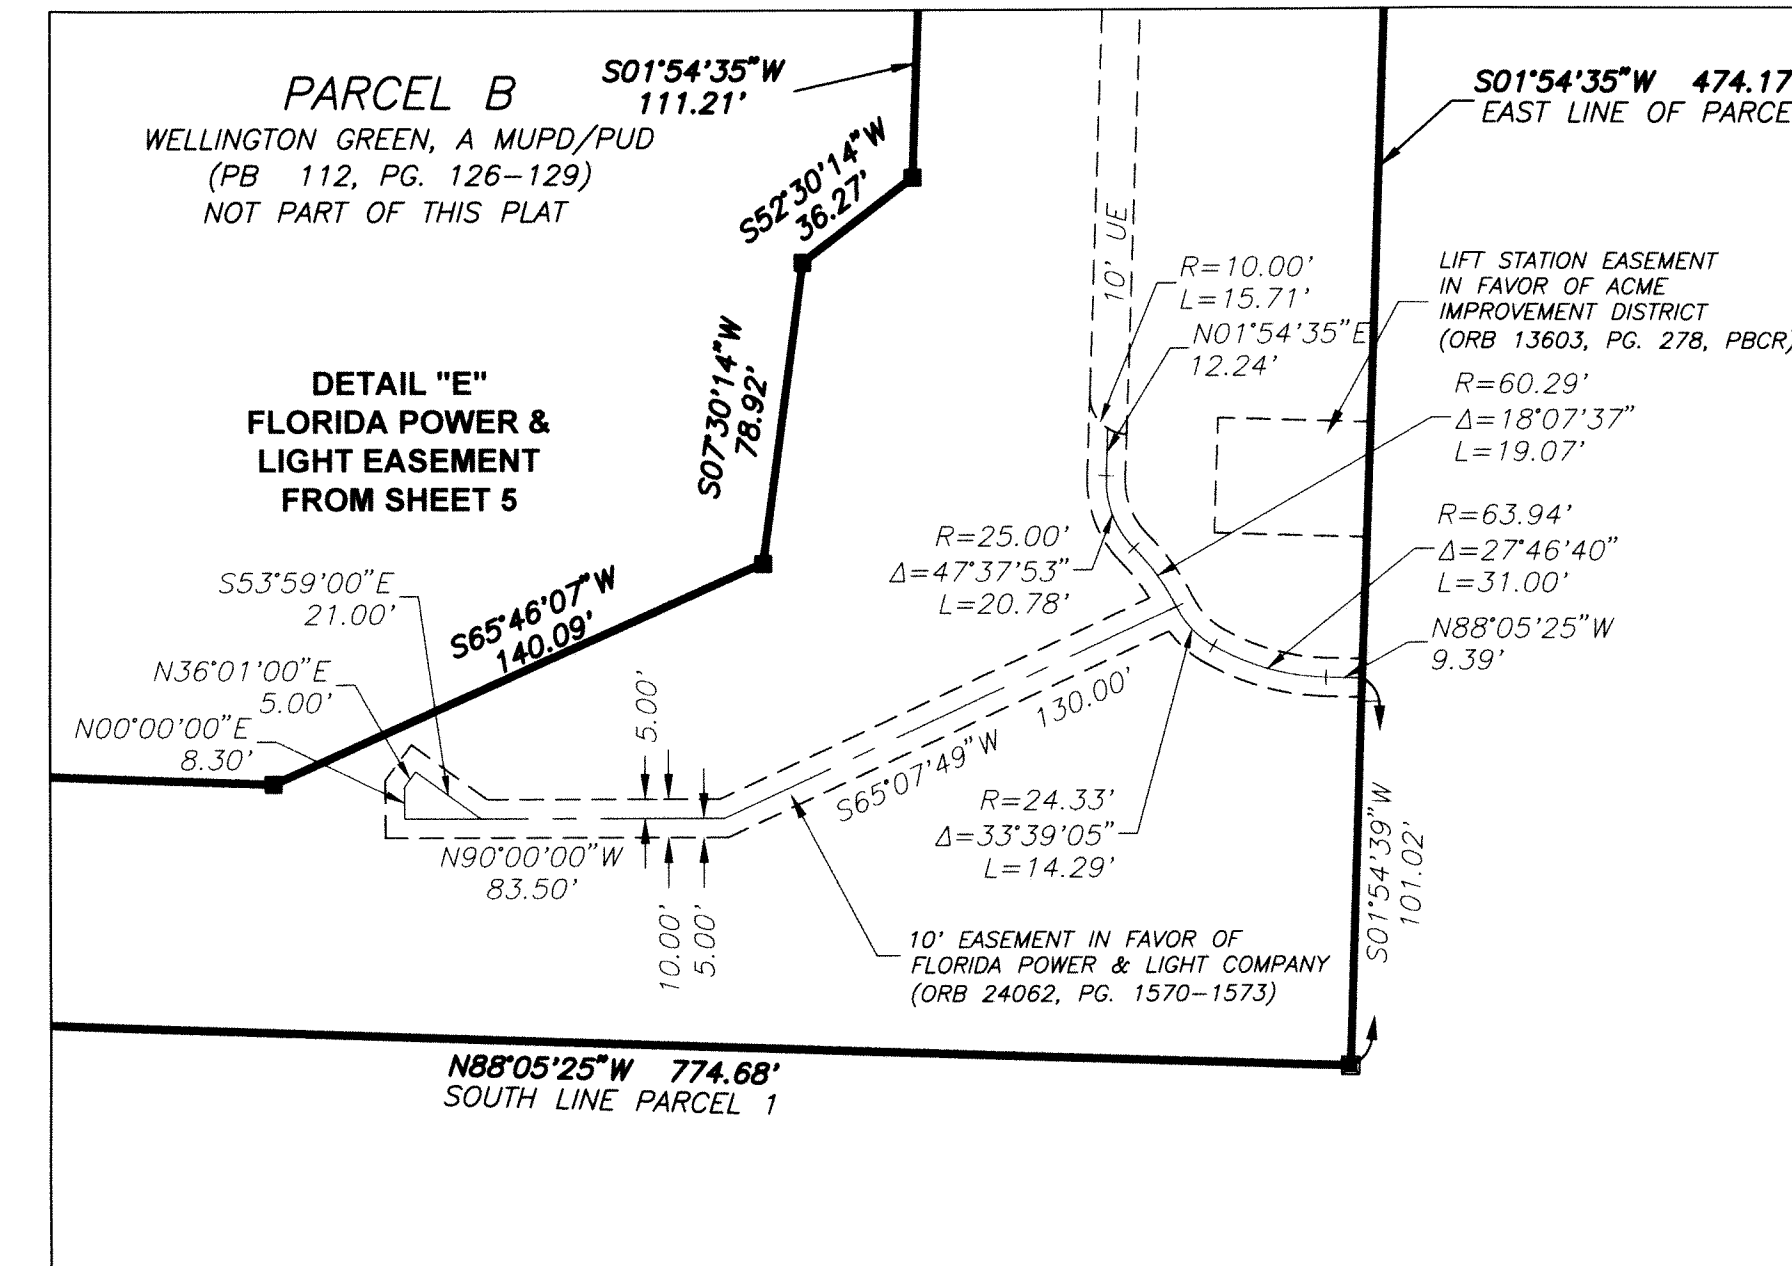 PARCEL B
WELLINGTON GREEN, A MUPD/PUD
(PB 112, PG. 126-129)
NOT PART OF THIS PLAT
S01°54'35"W
111.21'
S01°54'35"W 474.17
EAST LINE OF PARCE
S52°30'14"W
36.27'
10' UE
R=10.00'
L=15.71'
N01°54'35"E
12.24'
LIFT STATION EASEMENT
IN FAVOR OF ACME
IMPROVEMENT DISTRICT
(ORB 13603, PG. 278, PBCR)
DETAIL "E"
FLORIDA POWER &
LIGHT EASEMENT
FROM SHEET 5
S07°30'14"W
78.92'
R=60.29'
Δ=18°07'37"
L=19.07'
R=63.94'
Δ=27°46'40"
L=31.00'
R=25.00'
Δ=47°37'53"
L=20.78'
N88°05'25"W
9.39'
S53°59'00"E
21.00'
S65°46'07"W
140.09'
N36°01'00"E
5.00'
N00°00'00"E
8.30'
5.00'
S65°07'49"W 130.00'
R=24.33'
Δ=33°39'05"
L=14.29'
N90°00'00"W
83.50'
10.00'
5.00'
S01°54'39"W
101.02'
10' EASEMENT IN FAVOR OF
FLORIDA POWER & LIGHT COMPANY
(ORB 24062, PG. 1570-1573)
N88°05'25"W 774.68'
SOUTH LINE PARCEL 1